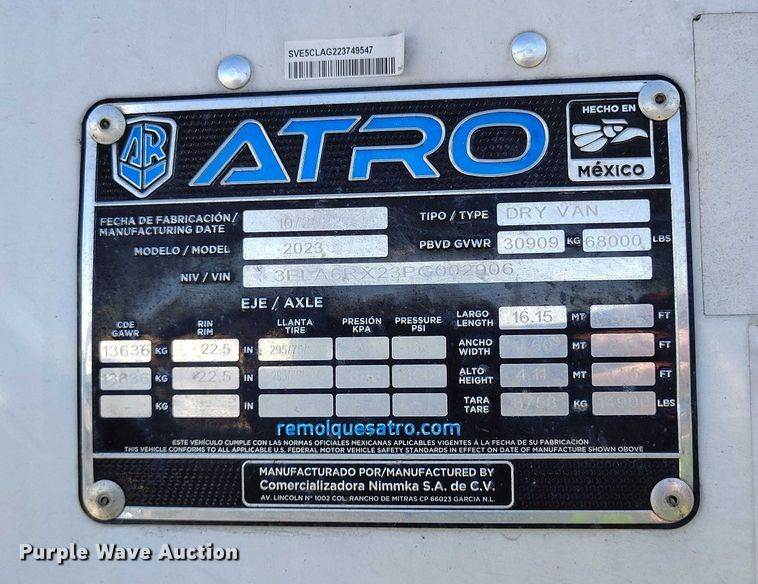 SVE5CLAG223749547
AR ATRO
HECHO EN
MÉXICO
FECHA DE FABRICACIÓN/
MANUFACTURING DATE
TIPO / TYPE DRY VAN
MODELO / MODEL 2023
PBVD GVWR 30909 KG 68000 LBS
NIV / VIN 3ELA6RX23PG002906
EJE / AXLE
CDE GAWR RIN RIM LLANTA TIRE PRESIÓN KPA PRESSURE PSI
LARGO LENGTH 16.15 MT FT
13636 KG 22.5 IN
ANCHO WIDTH MT FT
13636 KG 22.5 IN
ALTO HEIGHT 4.11 MT FT
KG IN
TARA TARE KG LBS
remolquesatro.com
ESTE VEHÍCULO CUMPLE CON LAS NORMAS OFICIALES MEXICANAS APLICABLES VIGENTES A LA FECHA DE SU FABRICACIÓN
THIS VEHICLE CONFORMS TO ALL APPLICABLE U.S. FEDERAL MOTOR VEHICLE SAFETY STANDARDS IN EFFECT ON DATE OF MANUFACTURE SHOWN OBOVE
MANUFACTURADO POR/MANUFACTURED BY
Comercializadora Nimmka S.A. de C.V.
AV. LINCOLN N° 1002 COL. RANCHO DE MITRAS CP 66023 GARCIA N.L.
Purple Wave Auction